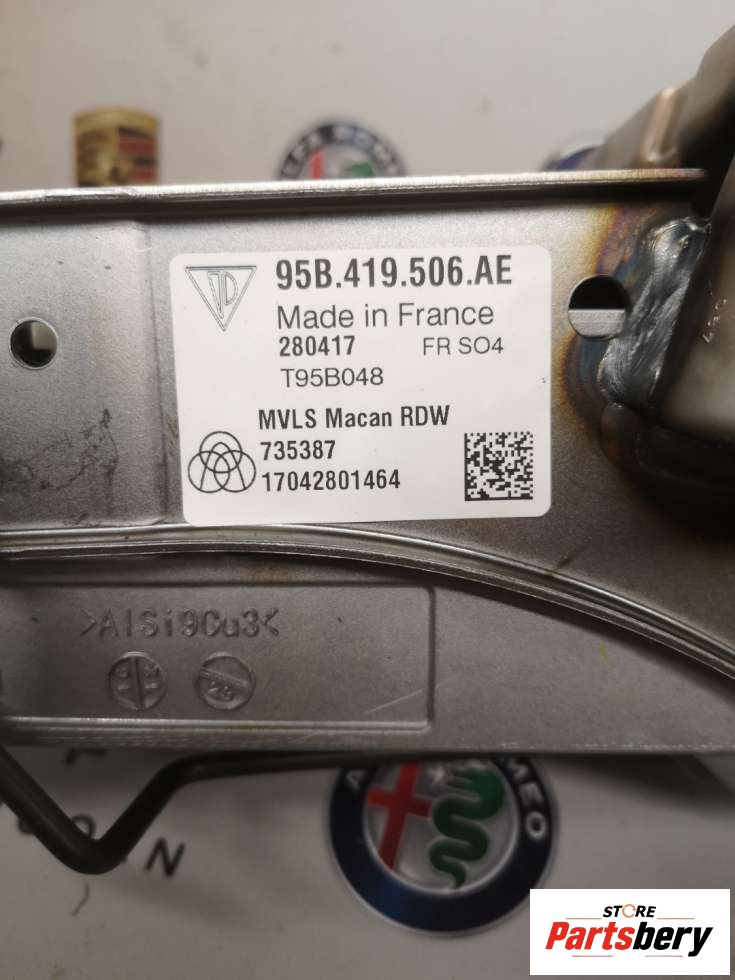 95B.419.506.AE
Made in France
280417 FR SO4
T95B048
MVLS Macan RDW
735387
17042801464
>AlSi9Cu3<
STORE
Partsbery